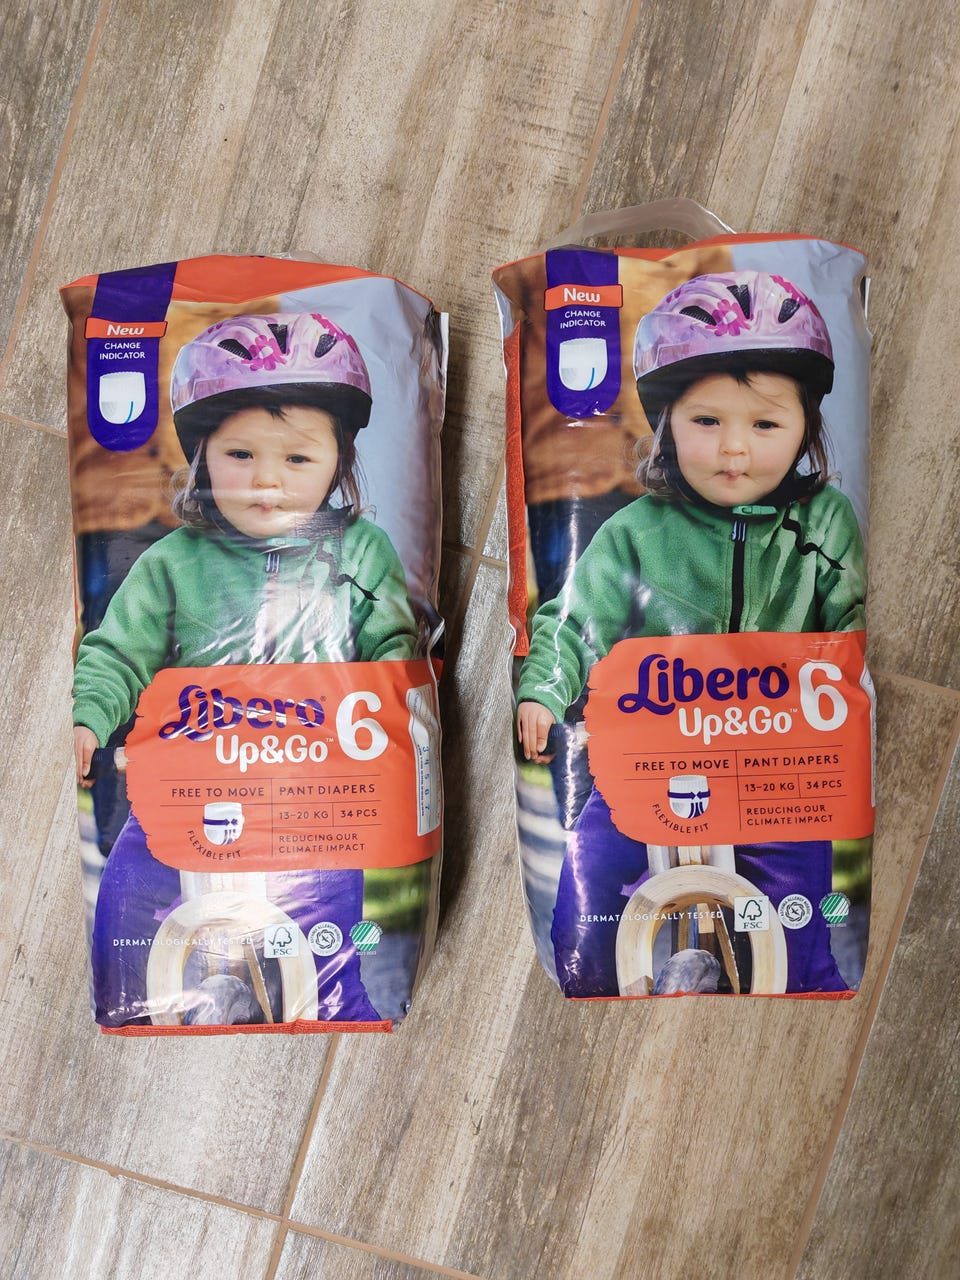 New
CHANGE
INDICATOR
Libero
Up&Go™ 6
FREE TO MOVE
PANT DIAPERS
13–20 KG
34 PCS
FLEXIBLE FIT
REDUCING OUR
CLIMATE IMPACT
DERMATOLOGICALLY TESTED
FSC
New
CHANGE
INDICATOR
Libero
Up&Go™ 6
FREE TO MOVE
PANT DIAPERS
13–20 KG
34 PCS
FLEXIBLE FIT
REDUCING OUR
CLIMATE IMPACT
DERMATOLOGICALLY TESTED
FSC